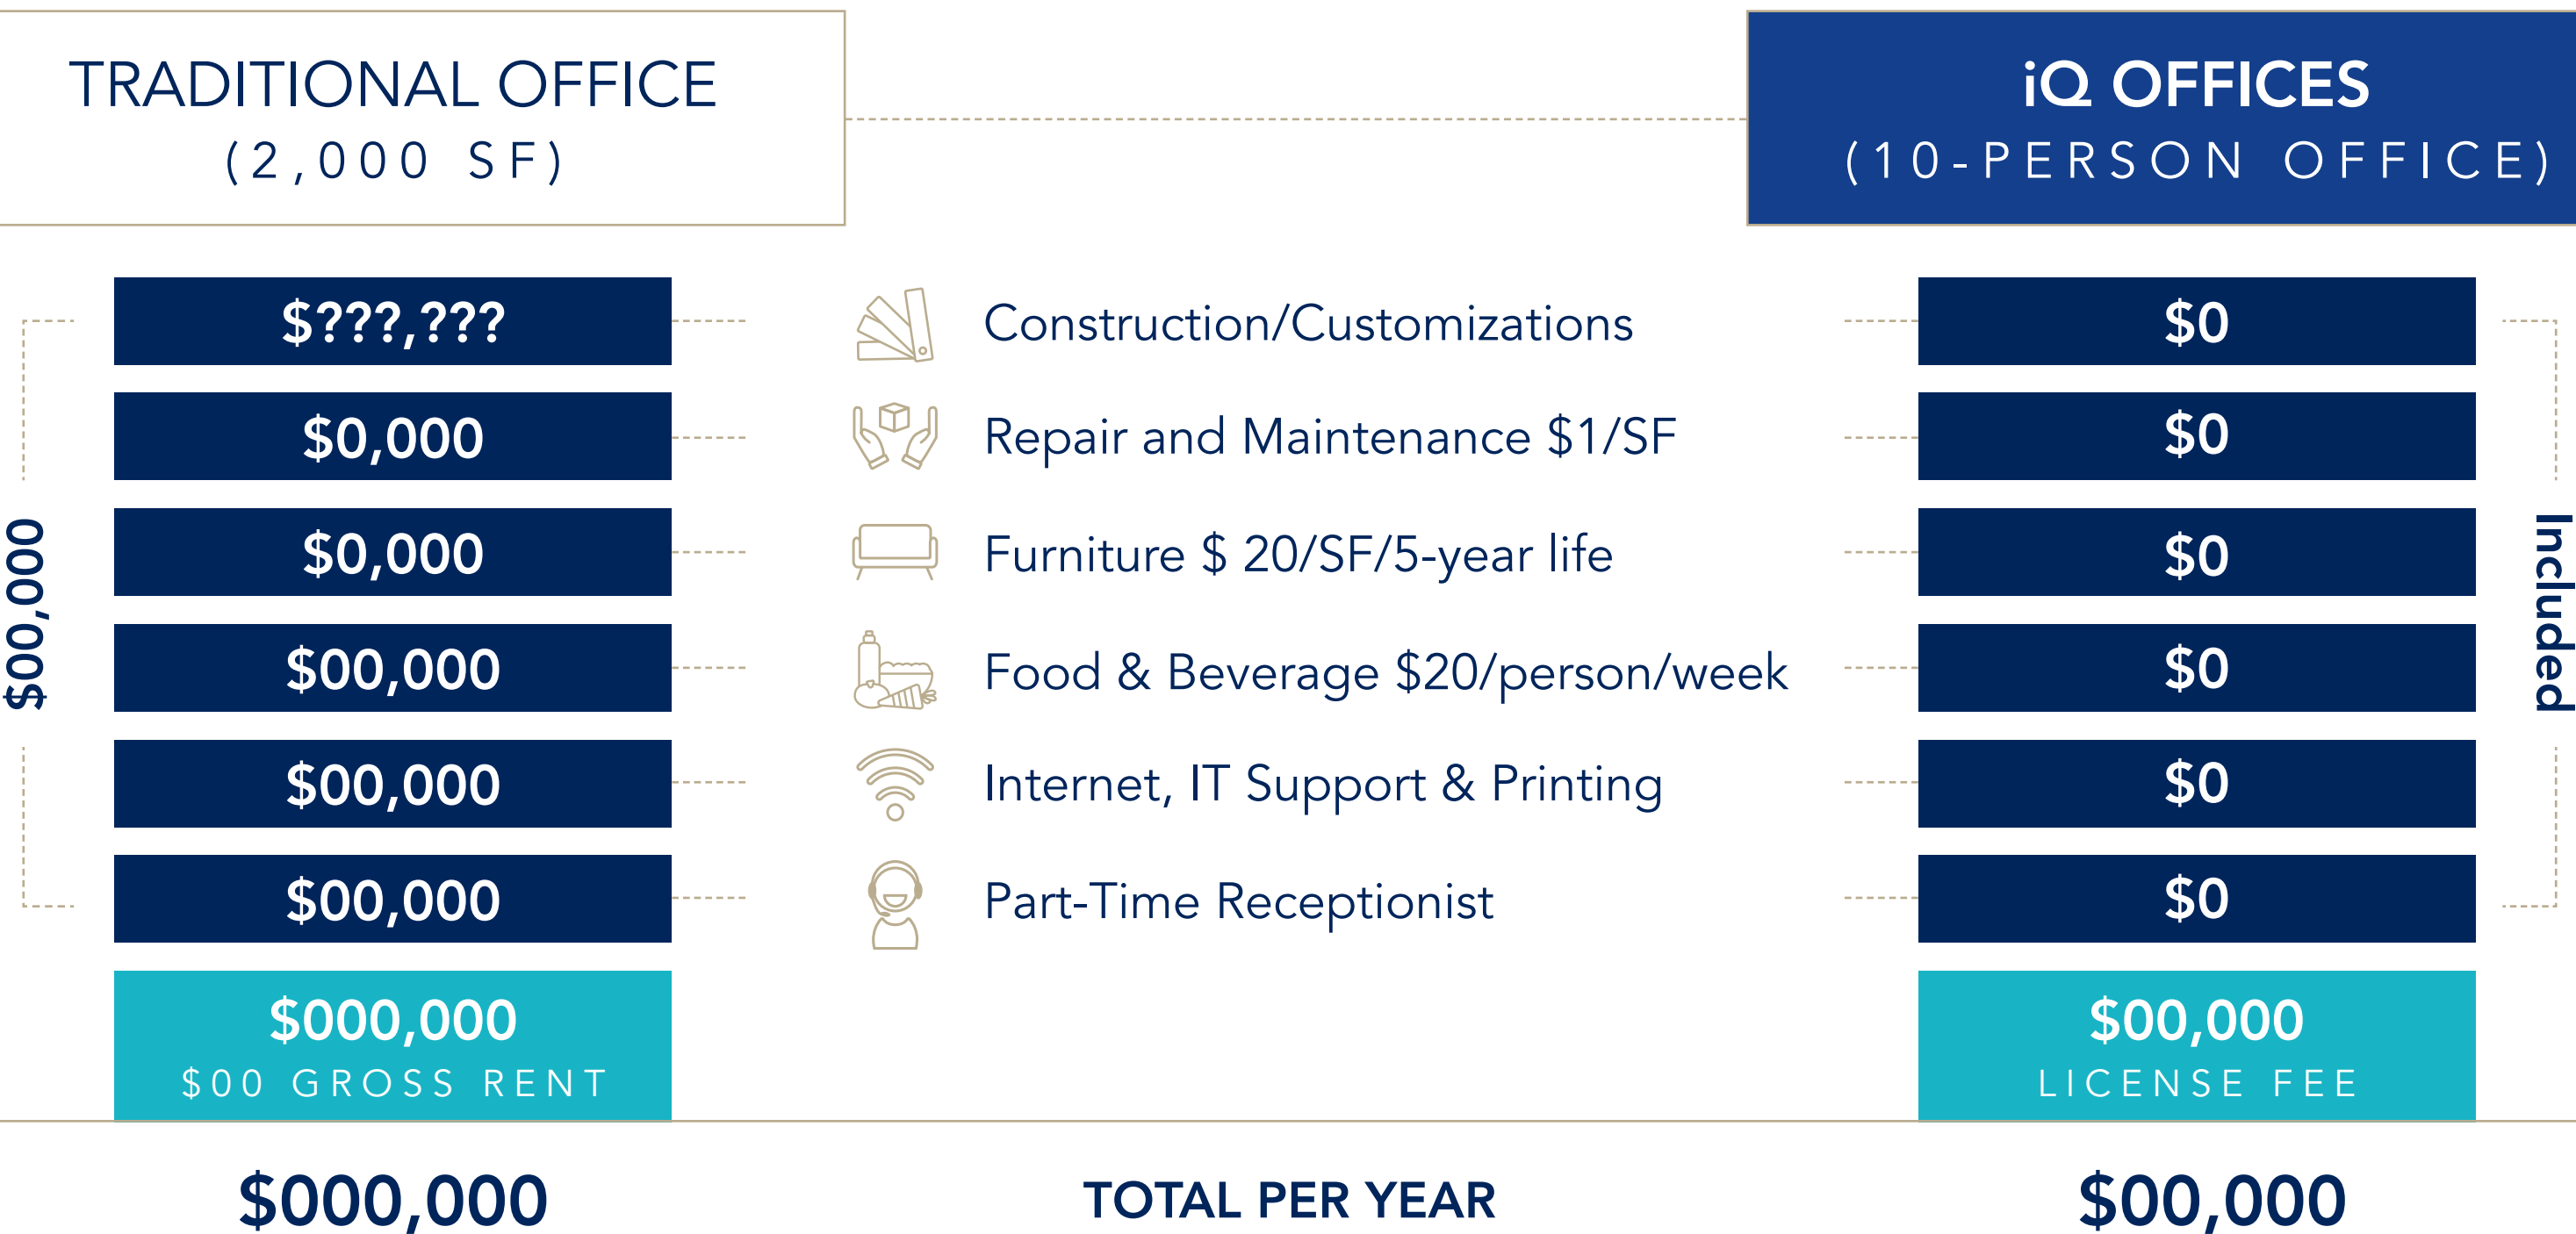 TRADITIONAL OFFICE
(2,000 SF)
iQ OFFICES
(10-PERSON OFFICE)
$???,???
Construction/Customizations
$0
$0,000
Repair and Maintenance $1/SF
$0
$0,000
Furniture $ 20/SF/5-year life
$0
$00,000
Included
$00,000
Food & Beverage $20/person/week
$0
$00,000
Internet, IT Support & Printing
$0
$00,000
Part-Time Receptionist
$0
$000,000
$00 GROSS RENT
$00,000
LICENSE FEE
$000,000
TOTAL PER YEAR
$00,000